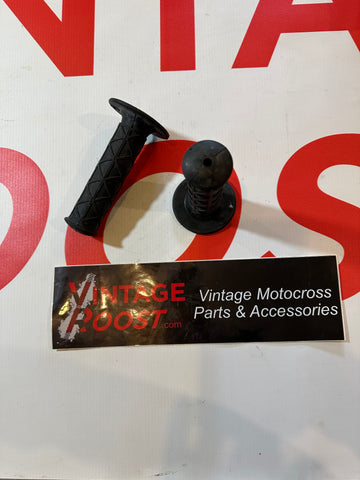 VINTAGE
ROOST.com
Vintage Motocross
Parts & Accessories